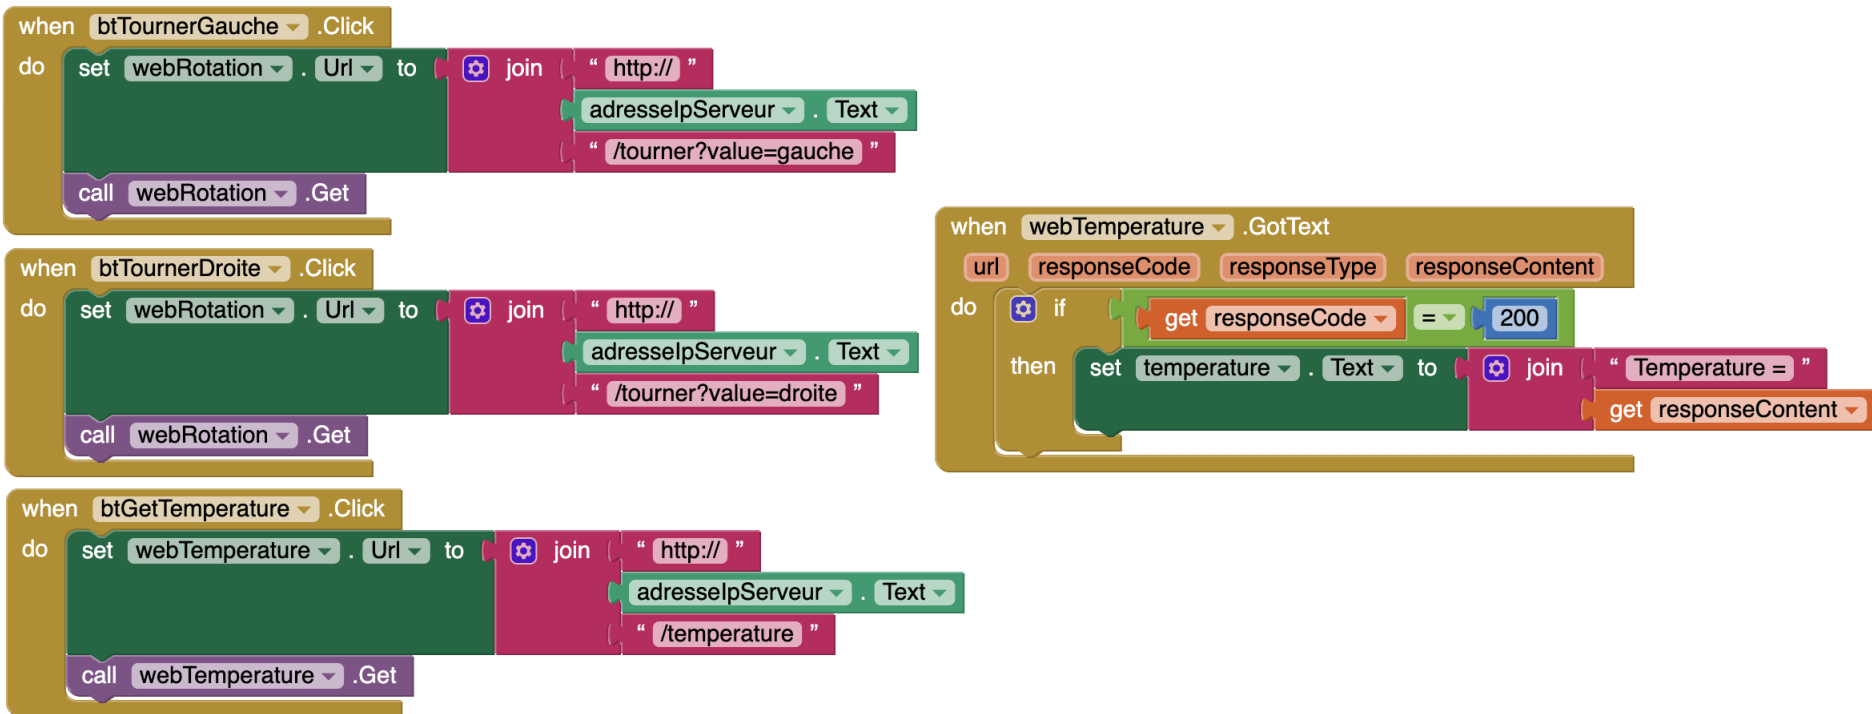 when btTournerGauche .Click
do set webRotation . Url to join “ http:// ”
adresseIpServeur . Text
“ /tourner?value=gauche ”
call webRotation .Get
when btTournerDroite .Click
do set webRotation . Url to join “ http:// ”
adresseIpServeur . Text
“ /tourner?value=droite ”
call webRotation .Get
when btGetTemperature .Click
do set webTemperature . Url to join “ http:// ”
adresseIpServeur . Text
“ /temperature ”
call webTemperature .Get
when webTemperature .GotText
url responseCode responseType responseContent
do if get responseCode = 200
then set temperature . Text to join “ Temperature = ”
get responseContent